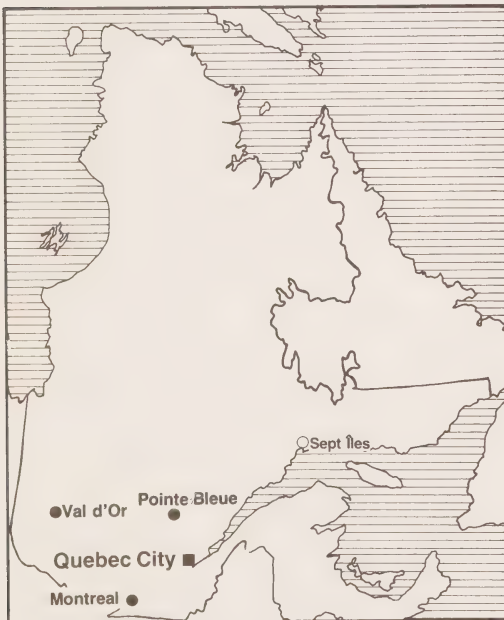 Sept Îles
Val d'Or
Pointe Bleue
Quebec City
Montreal